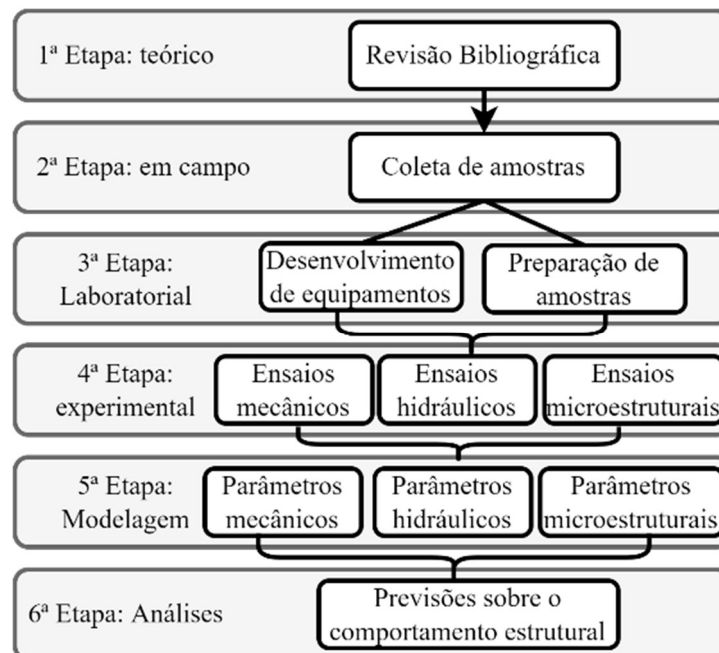 1ª Etapa: teórico
Revisão Bibliográfica
2ª Etapa: em campo
Coleta de amostras
3ª Etapa:
Laboratorial
Desenvolvimento
de equipamentos
Preparação de
amostras
4ª Etapa:
experimental
Ensaios
mecânicos
Ensaios
hidráulicos
Ensaios
microestruturais
5ª Etapa:
Modelagem
Parâmetros
mecânicos
Parâmetros
hidráulicos
Parâmetros
microestruturais
6ª Etapa: Análises
Previsões sobre o
comportamento estrutural